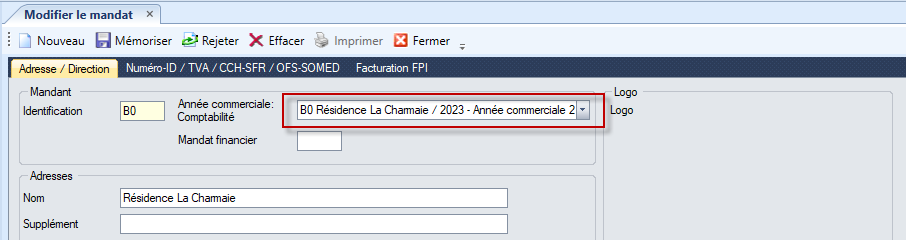 Modifier le mandat
Nouveau Mémoriser Rejeter Effacer Imprimer Fermer
Adresse / Direction Numéro-ID / TVA / CCH-SFR / OFS-SOMED Facturation FPI
Mandant Logo
Identification B0 Année commerciale: Comptabilité B0 Résidence La Charmaie / 2023 - Année commerciale 2 Logo
Mandat financier
Adresses
Nom Résidence La Charmaie
Supplément